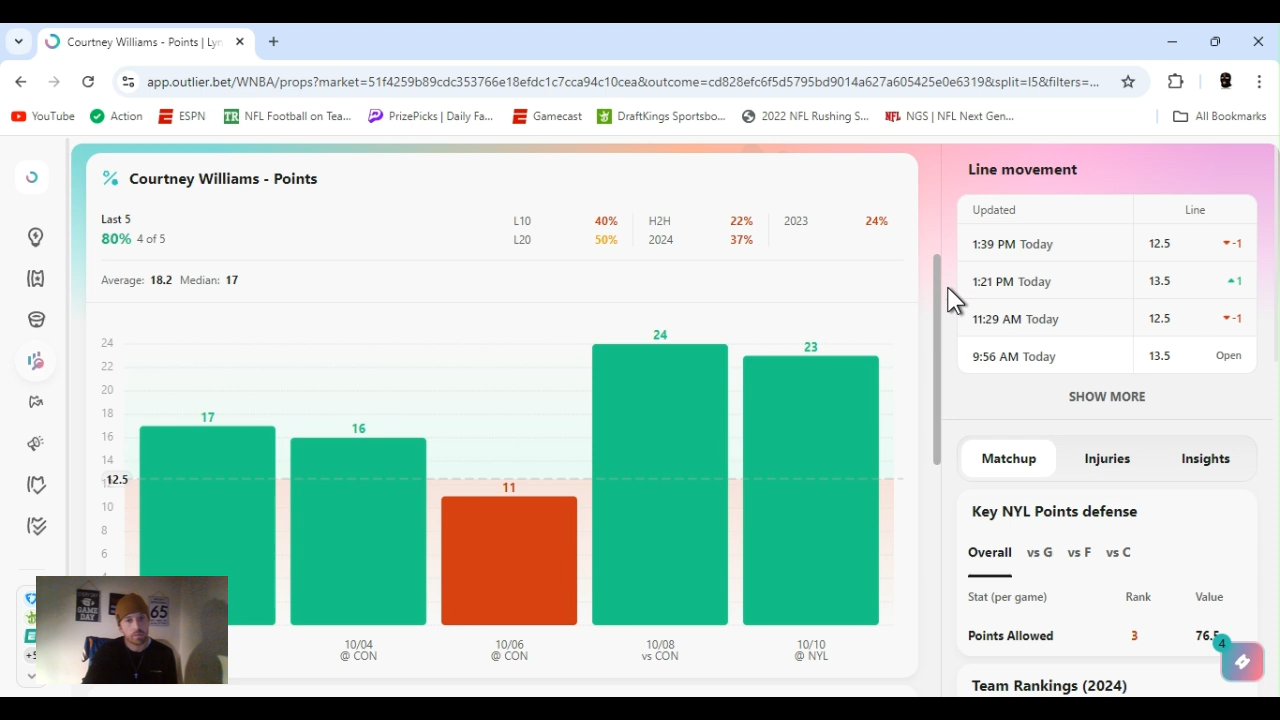 Courtney Williams - Points | Lyn
app.outlier.bet/WNBA/props?market=51f4259b89cdc353766e18efdc1c7cca94c10cea&outcome=cd828efc6f5d5795bd9014a627a605425e0e6319&split=l5&filters=...
YouTube Action ESPN NFL Football on Tea... PrizePicks | Daily Fa... Gamecast DraftKings Sportsbo... 2022 NFL Rushing S... NGS | NFL Next Gen... All Bookmarks
Courtney Williams - Points
Last 5
80% 4 of 5
L10 40% H2H 22% 2023 24%
L20 50% 2024 37%
Average: 18.2 Median: 17
24
22
20
18
16
14
12.5
10
8
6
17
16
11
24
23
10/04
@ CON
10/06
@ CON
10/08
vs CON
10/10
@ NYL
GAME
DAY
65
Line movement
Updated Line
1:39 PM Today 12.5 -1
1:21 PM Today 13.5 1
11:29 AM Today 12.5 -1
9:56 AM Today 13.5 Open
SHOW MORE
Matchup Injuries Insights
Key NYL Points defense
Overall vs G vs F vs C
Stat (per game) Rank Value
Points Allowed 3 76.5
4
Team Rankings (2024)